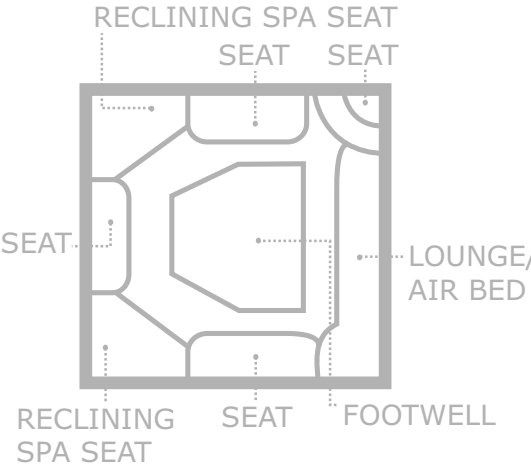 RECLINING SPA SEAT
SEAT SEAT
SEAT
LOUNGE/
AIR BED
RECLINING
SPA SEAT
SEAT
FOOTWELL